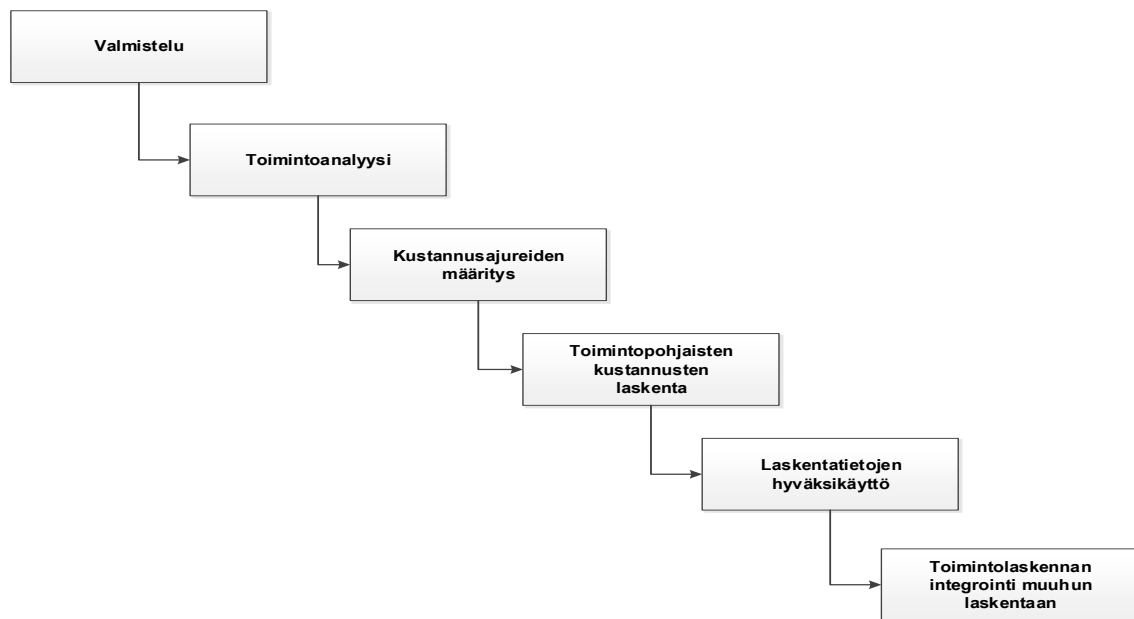 Valmistelu
Toimintoanalyysi
Kustannusajureiden
määritys
Toimintopohjaisten
kustannusten
laskenta
Laskentatietojen
hyväksikäyttö
Toimintolaskennan
integrointi muuhun
laskentaan